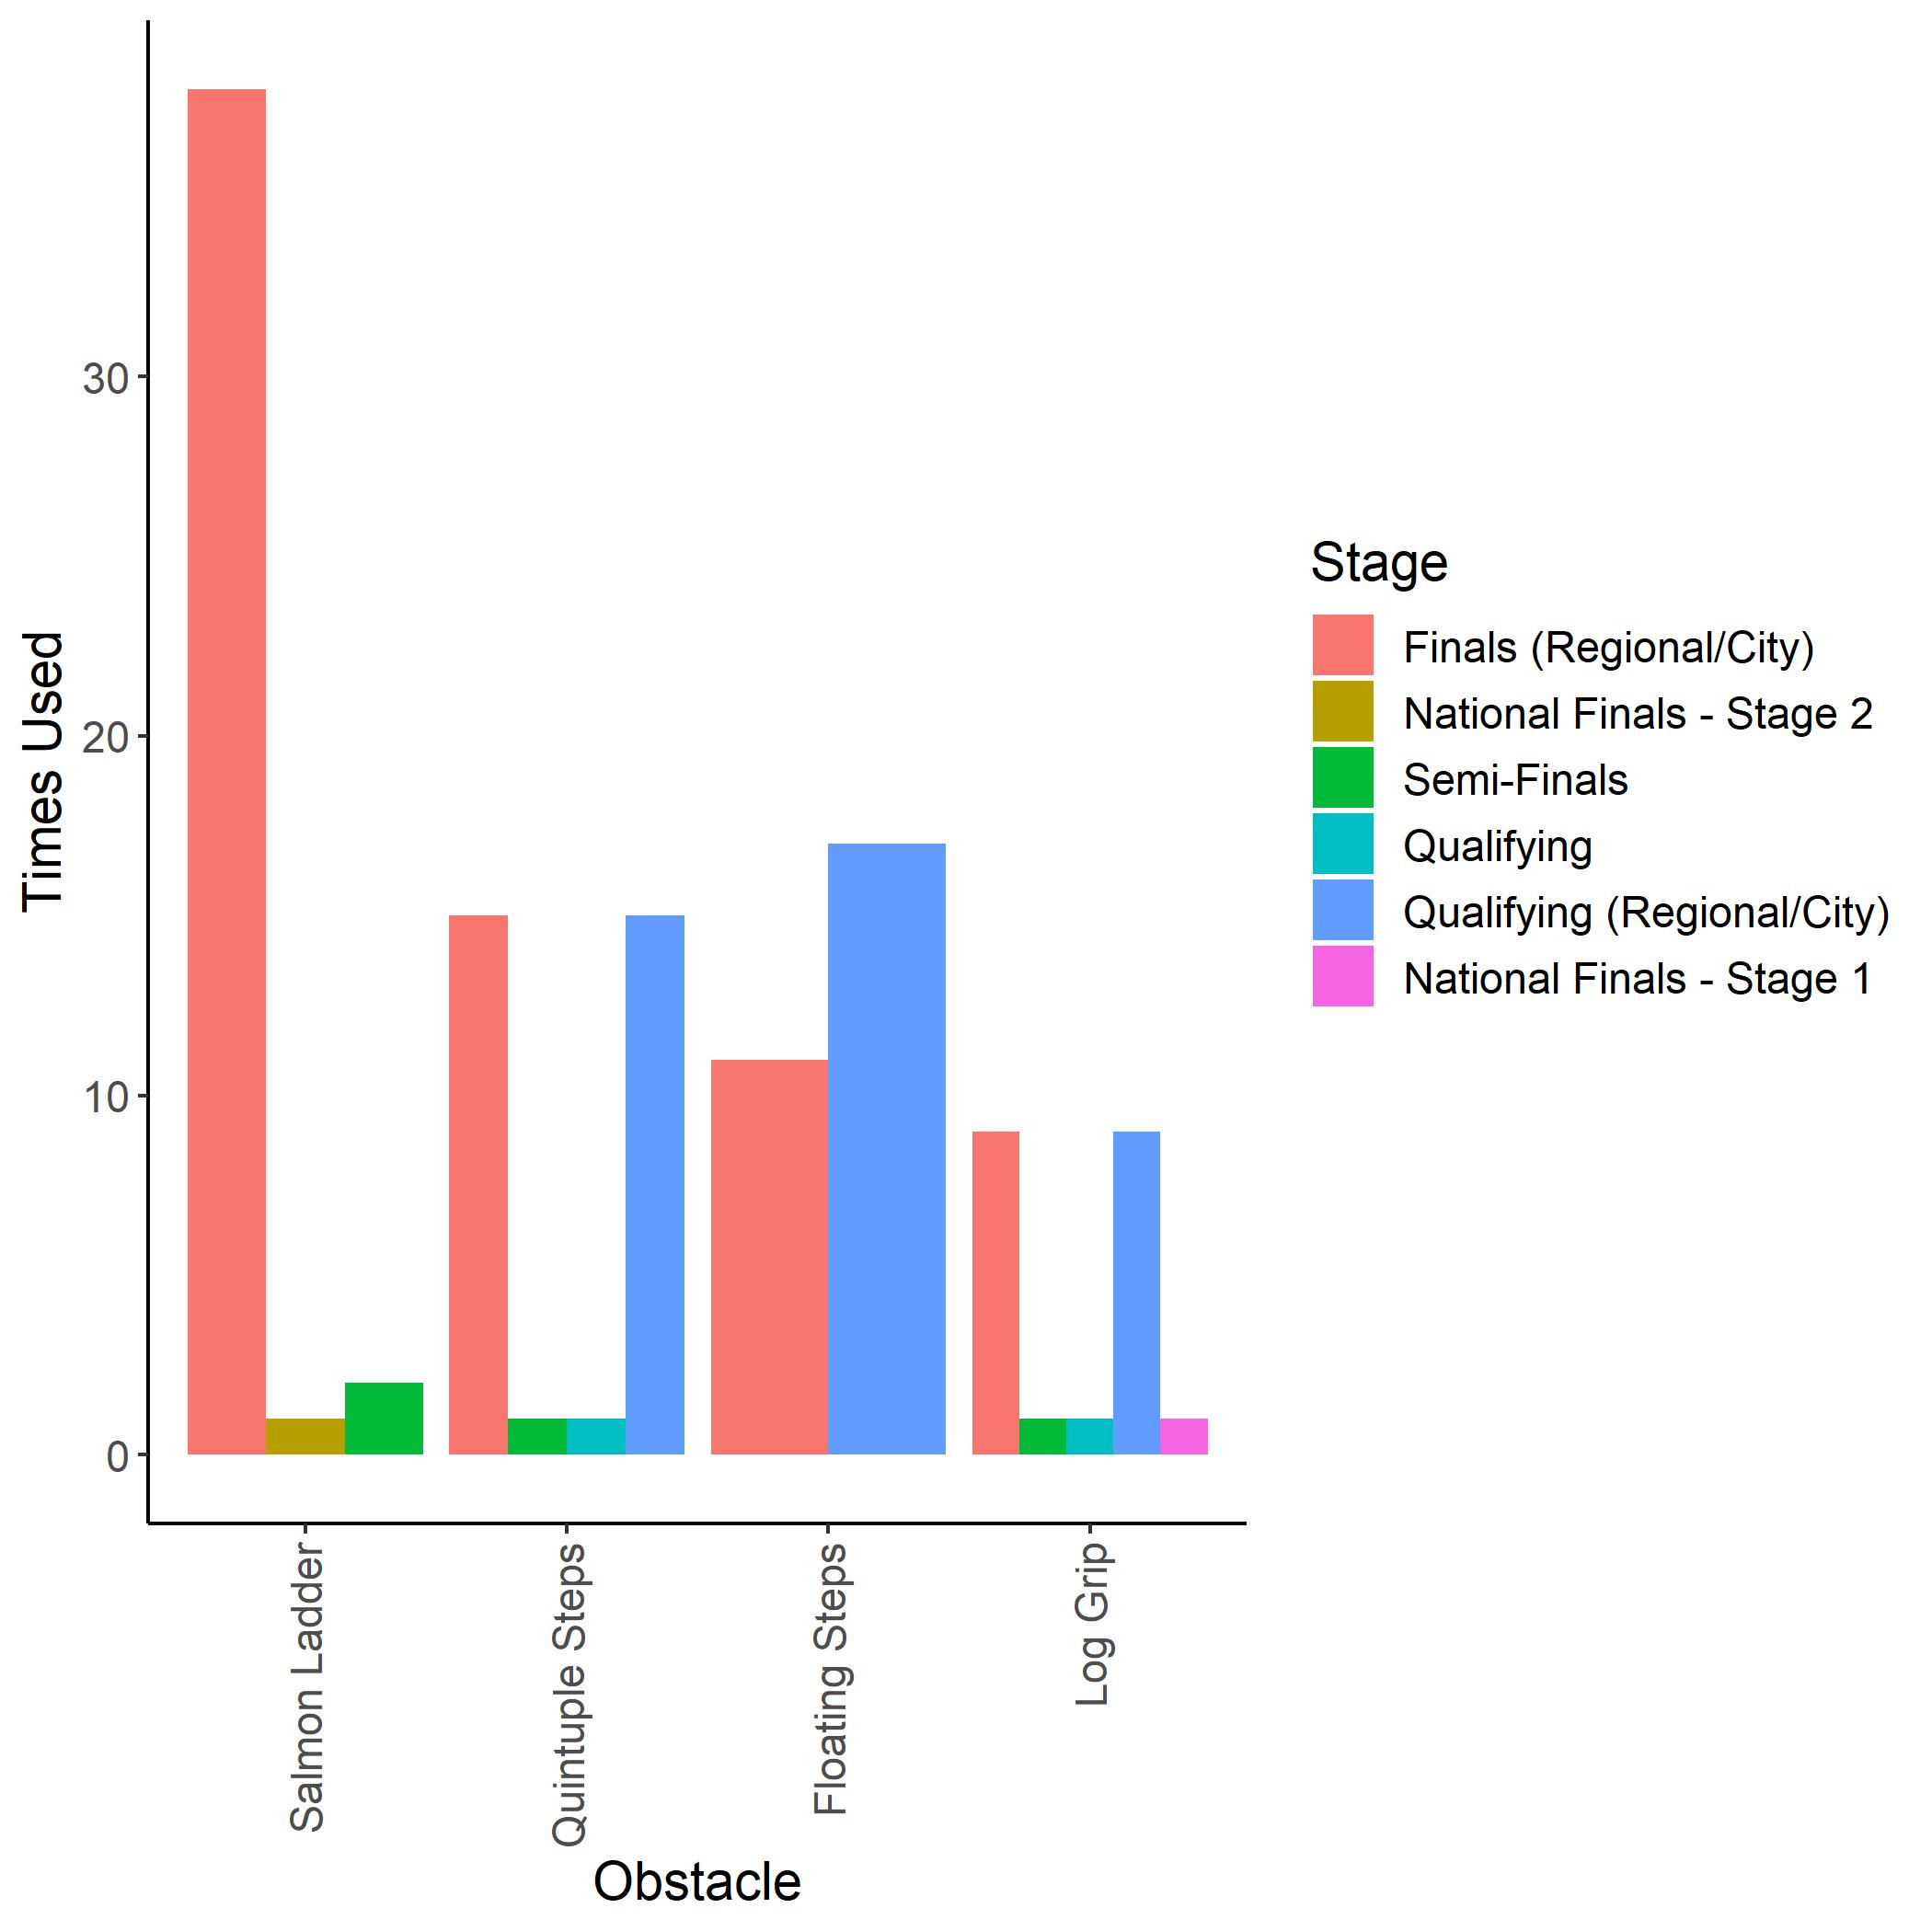 Times Used
30
20
10
0
Salmon Ladder
Quintuple Steps
Floating Steps
Log Grip
Obstacle
Stage
Finals (Regional/City)
National Finals - Stage 2
Semi-Finals
Qualifying
Qualifying (Regional/City)
National Finals - Stage 1